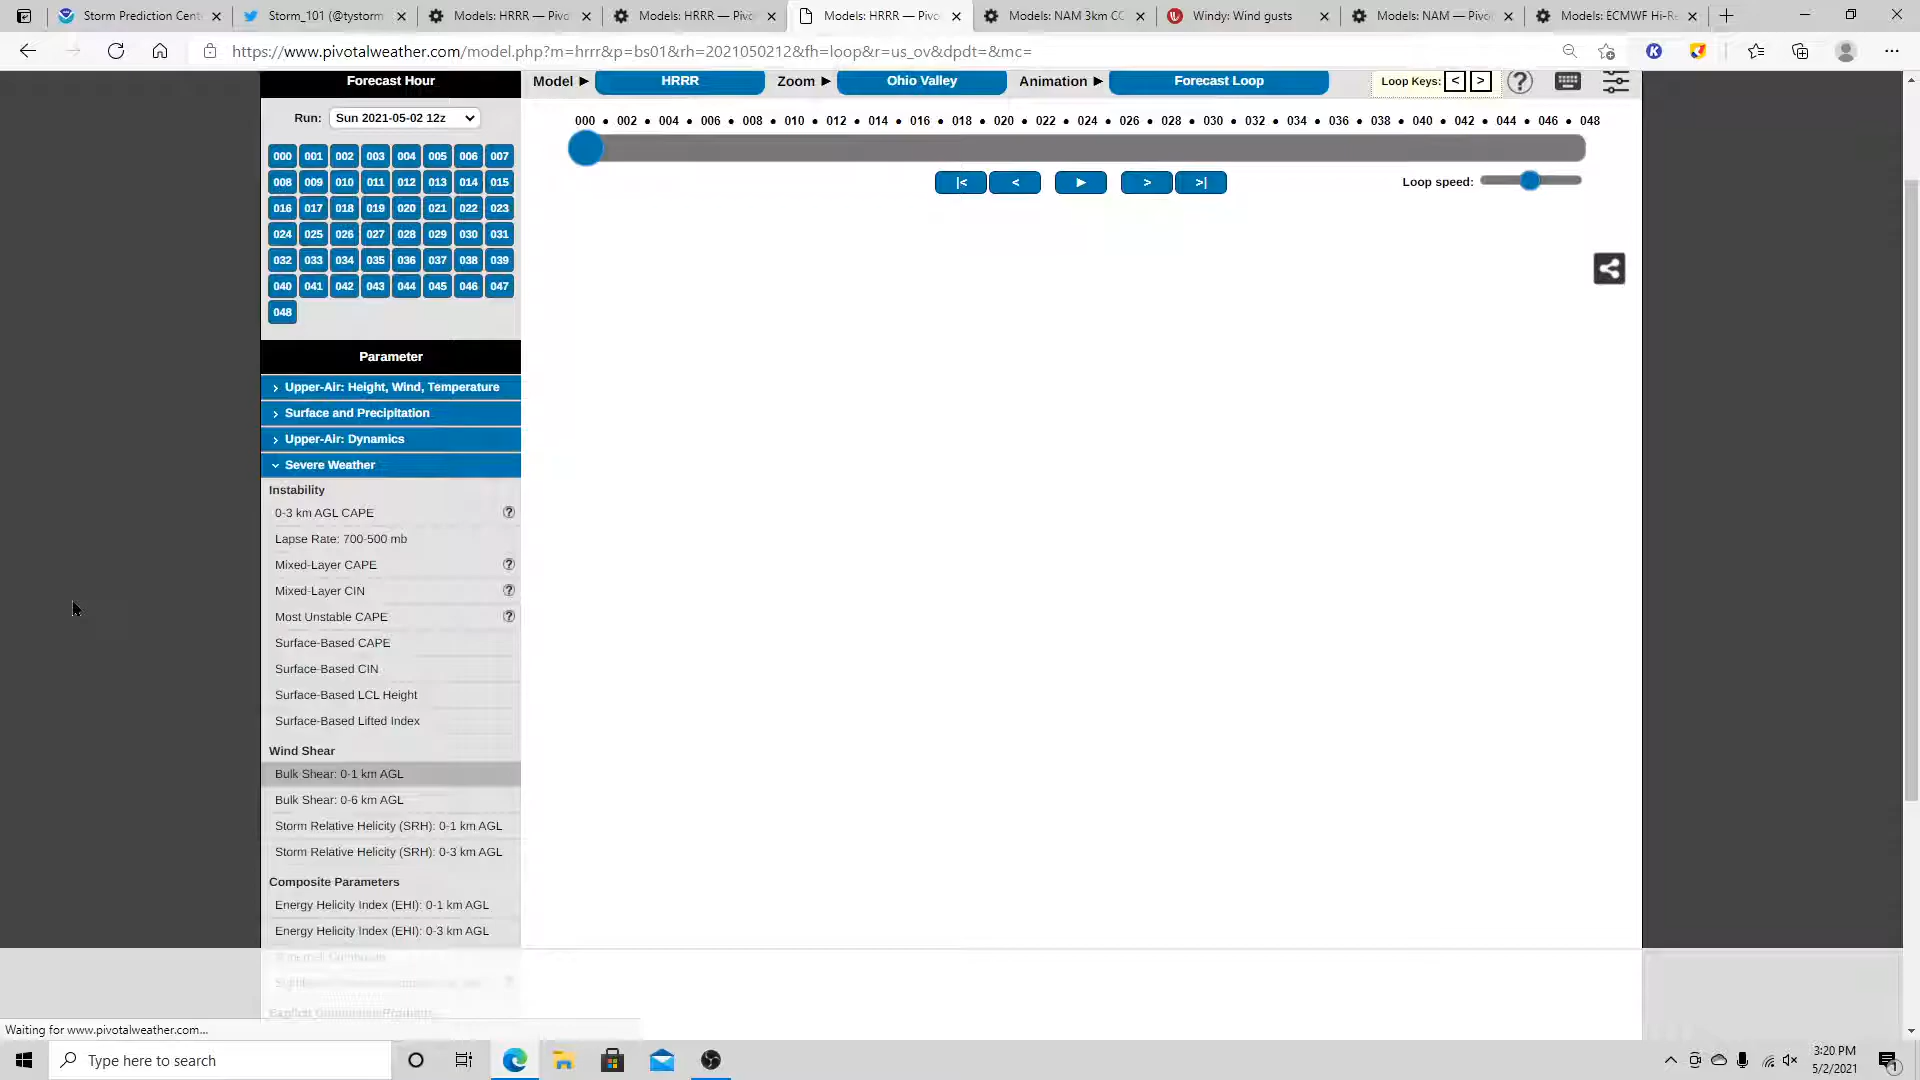 Storm Prediction Cent
Storm_101 (@tystorm
Models: HRRR — Pivo
Models: HRRR — Pivo
Models: HRRR — Pivo
Models: NAM 3km CO
Windy: Wind gusts
Models: NAM — Pivo
Models: ECMWF Hi-R
https://www.pivotalweather.com/model.php?m=hrrr&p=bs01&rh=2021050212&fh=loop&r=us_ov&dpdt=&mc=
Forecast Hour
Model ▶ HRRR Zoom ▶ Ohio Valley Animation ▶ Forecast Loop Loop Keys: < > ?
Run: Sun 2021-05-02 12z
000 • 002 • 004 • 006 • 008 • 010 • 012 • 014 • 016 • 018 • 020 • 022 • 024 • 026 • 028 • 030 • 032 • 034 • 036 • 038 • 040 • 042 • 044 • 046 • 048
|< < ▶ > >| Loop speed:
000 001 002 003 004 005 006 007
008 009 010 011 012 013 014 015
016 017 018 019 020 021 022 023
024 025 026 027 028 029 030 031
032 033 034 035 036 037 038 039
040 041 042 043 044 045 046 047
048
Parameter
Upper-Air: Height, Wind, Temperature
Surface and Precipitation
Upper-Air: Dynamics
Severe Weather
Instability
0-3 km AGL CAPE ?
Lapse Rate: 700-500 mb
Mixed-Layer CAPE ?
Mixed-Layer CIN ?
Most Unstable CAPE ?
Surface-Based CAPE
Surface-Based CIN
Surface-Based LCL Height
Surface-Based Lifted Index
Wind Shear
Bulk Shear: 0-1 km AGL
Bulk Shear: 0-6 km AGL
Storm Relative Helicity (SRH): 0-1 km AGL
Storm Relative Helicity (SRH): 0-3 km AGL
Composite Parameters
Energy Helicity Index (EHI): 0-1 km AGL
Energy Helicity Index (EHI): 0-3 km AGL
Waiting for www.pivotalweather.com...
Type here to search
3:20 PM
5/2/2021
1